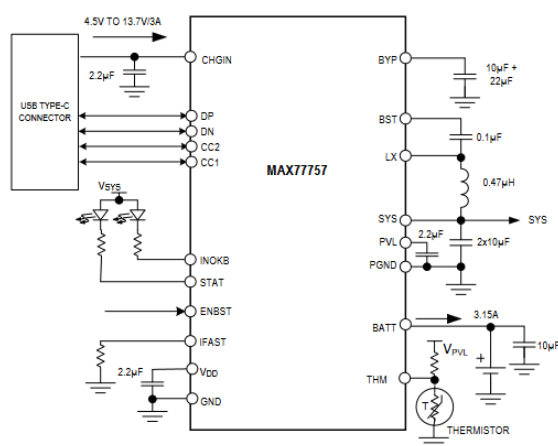 4.5V TO 13.7V/3A
CHGIN
2.2µF
USB TYPE-C
CONNECTOR
DP
DN
CC2
CC1
VSYS
INOKB
STAT
ENBST
IFAST
2.2µF
VDD
GND
MAX77757
BYP
10µF +
22µF
BST
0.1µF
LX
0.47µH
SYS
SYS
2.2µF
PVL
2x10µF
PGND
3.15A
BATT
VPVL
10µF
THM
T
THERMISTOR